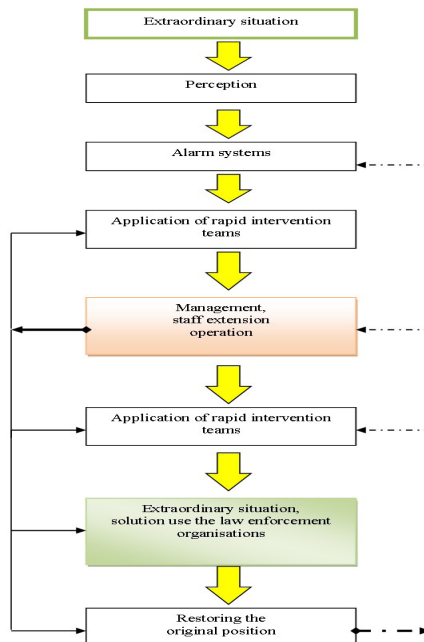 Extraordinary situation
Perception
Alarm systems
Application of rapid intervention
teams
Management,
staff extension
operation
Application of rapid intervention
teams
Extraordinary situation,
solution use the law enforcement
organisations
Restoring the
original position